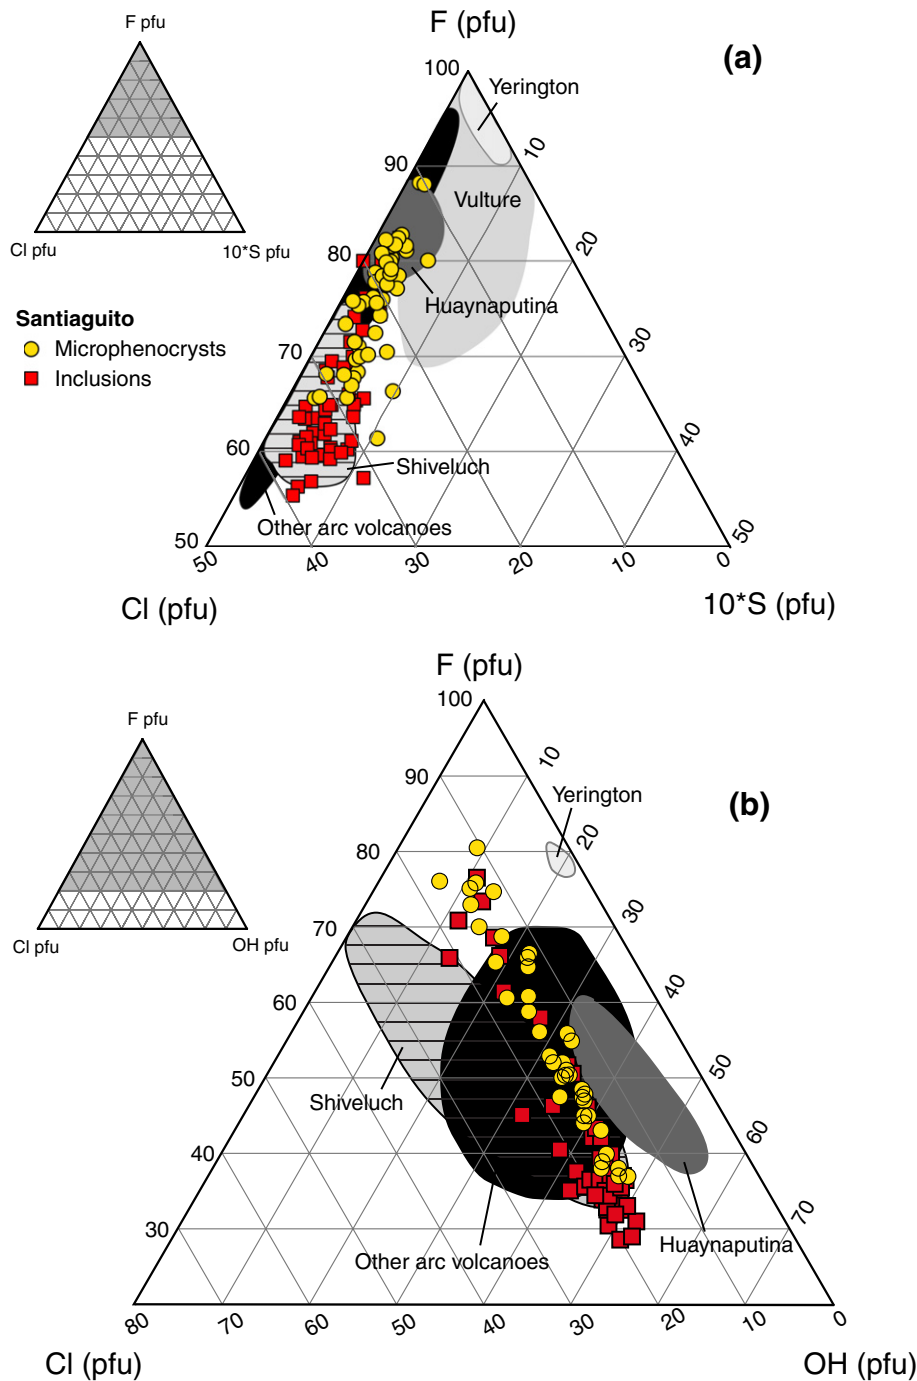 F (pfu)
(a)
F pfu
Cl pfu
10*S pfu
100
90
80
70
60
50
Yerington
10
Vulture
20
Huaynaputina
30
40
Shiveluch
Other arc volcanoes
50
50
40
30
20
10
0
Santiaguito
Microphenocrysts
Inclusions
Cl (pfu)
10*S (pfu)
F (pfu)
(b)
F pfu
Cl pfu
OH pfu
100
90
80
70
60
50
40
30
10
Yerington
20
30
40
50
60
70
Shiveluch
Other arc volcanoes
Huaynaputina
80
70
60
50
40
30
20
10
0
Cl (pfu)
OH (pfu)